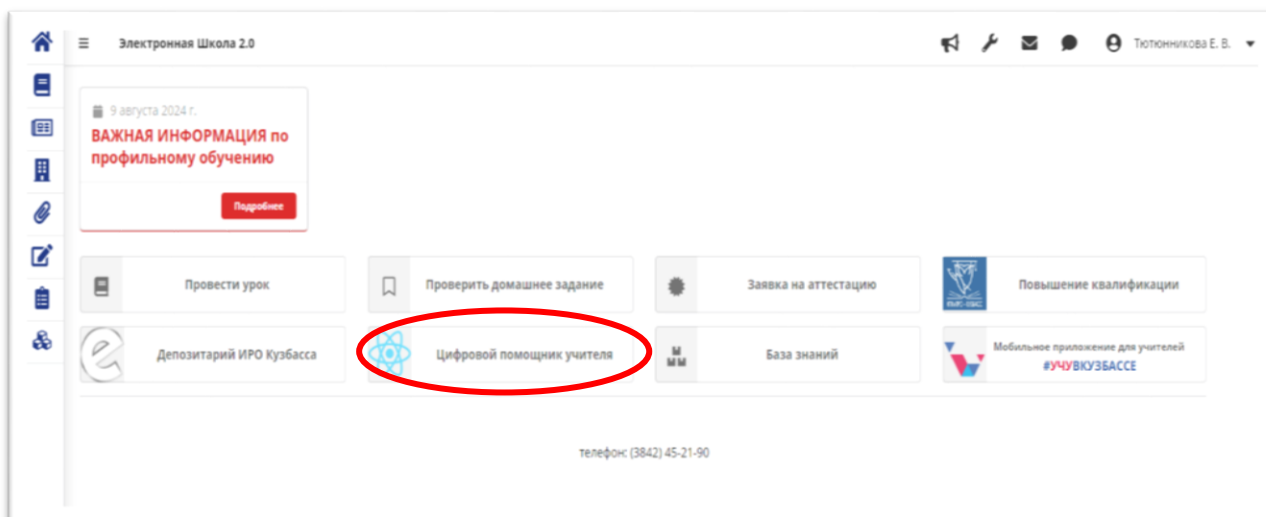 Электронная Школа 2.0
Тютюнникова Е. В.
9 августа 2024 г.
ВАЖНАЯ ИНФОРМАЦИЯ по
профильному обучению
Подробнее
Провести урок
Проверить домашнее задание
Заявка на аттестацию
Повышение квалификации
Депозитарий ИРО Кузбасса
Цифровой помощник учителя
База знаний
Мобильное приложение для учителей
#УЧУВКУЗБАССЕ
телефон: (3842) 45-21-90